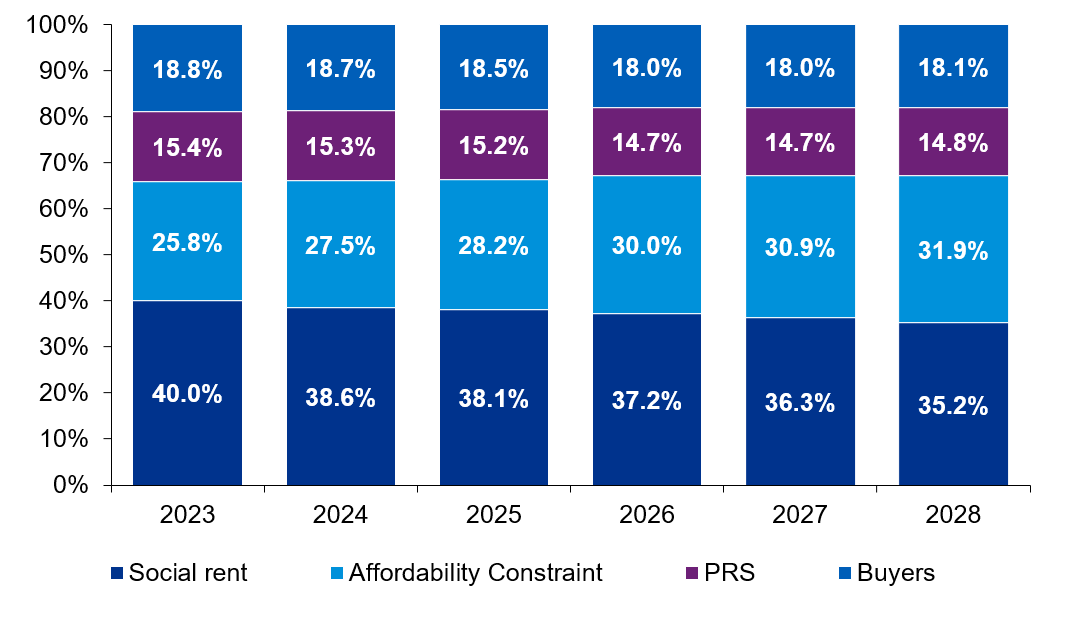 100%
90%
80%
70%
60%
50%
40%
30%
20%
10%
0%
18.8% 18.7% 18.5% 18.0% 18.0% 18.1%
15.4% 15.3% 15.2% 14.7% 14.7% 14.8%
25.8% 27.5% 28.2% 30.0% 30.9% 31.9%
40.0% 38.6% 38.1% 37.2% 36.3% 35.2%
2023 2024 2025 2026 2027 2028
Social rent Affordability Constraint PRS Buyers